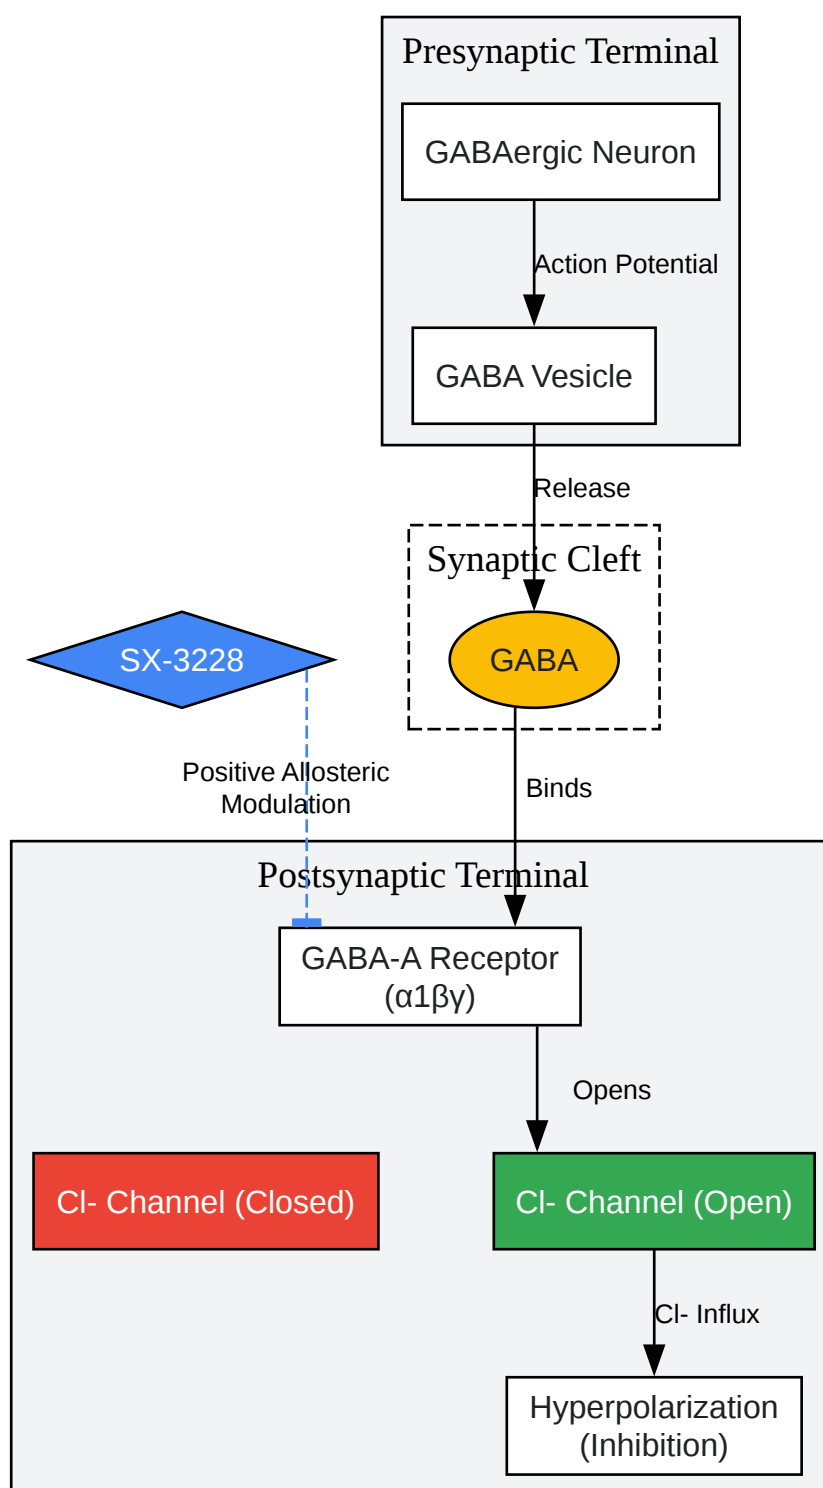 Presynaptic Terminal
GABAergic Neuron
Action Potential
GABA Vesicle
Release
Synaptic Cleft
SX-3228
GABA
Positive Allosteric
Modulation
Binds
Postsynaptic Terminal
GABA-A Receptor
(α1βγ)
Opens
Cl- Channel (Closed)
Cl- Channel (Open)
Cl- Influx
Hyperpolarization
(Inhibition)